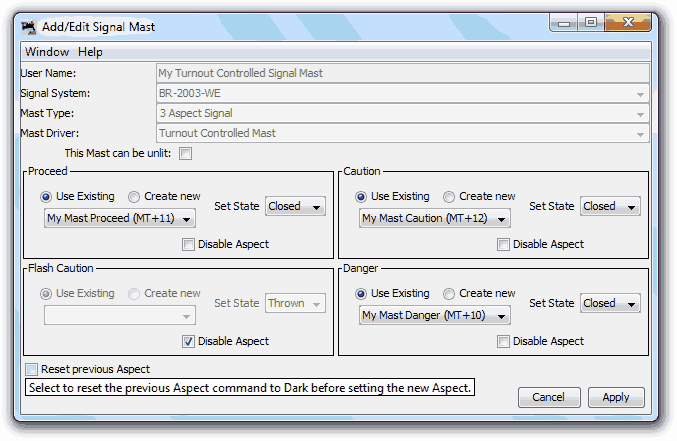 Add/Edit Signal Mast
Window Help
User Name: My Turnout Controlled Signal Mast
Signal System: BR-2003-WE
Mast Type: 3 Aspect Signal
Mast Driver: Turnout Controlled Mast
This Mast can be unlit:
Proceed
Use Existing Create new Set State Closed
My Mast Proceed (MT+11)
Disable Aspect
Caution
Use Existing Create new Set State Closed
My Mast Caution (MT+12)
Disable Aspect
Flash Caution
Use Existing Create new Set State Thrown
Disable Aspect
Danger
Use Existing Create new Set State Closed
My Mast Danger (MT+10)
Disable Aspect
Reset previous Aspect
Select to reset the previous Aspect command to Dark before setting the new Aspect.
Cancel Apply